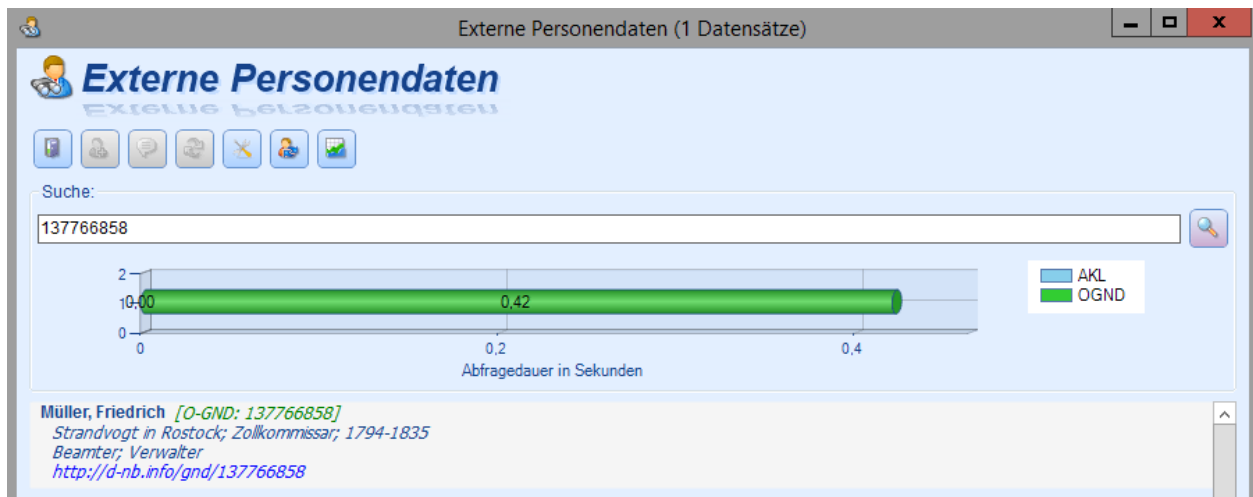 Externe Personendaten (1 Datensätze)
Externe Personendaten
Suche:
137766858
2
1
0
0,00
0,42
0
0,2
0,4
Abfragedauer in Sekunden
AKL
OGND
Müller, Friedrich [O-GND: 137766858]
Strandvogt in Rostock; Zollkommissar; 1794-1835
Beamter; Verwalter
http://d-nb.info/gnd/137766858